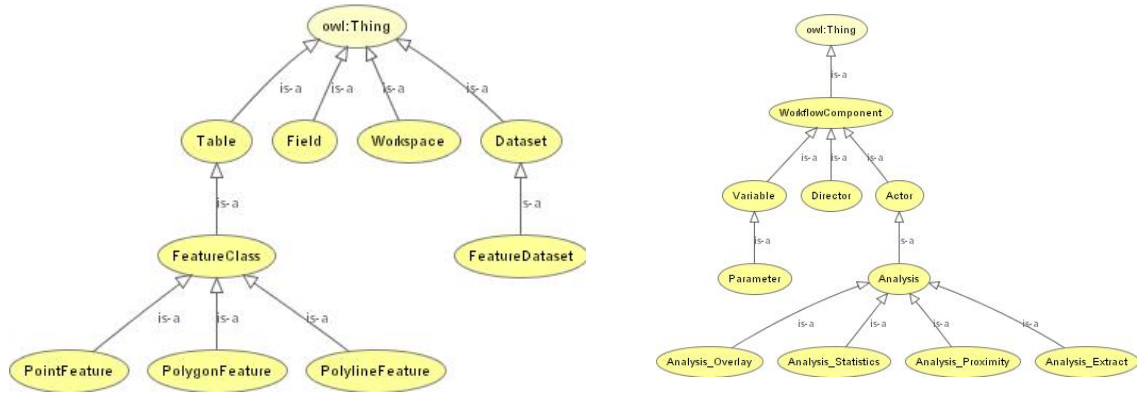 owl:Thing
is-a
is-a
is-a
is-a
Table
Field
Workspace
Dataset
is-a
s-a
FeatureClass
FeatureDataset
is-a
is-a
is-a
PointFeature
PolygonFeature
PolylineFeature
owl:Thing
is-a
WorkflowComponent
is-a
is-a
is-a
Variable
Director
Actor
is-a
s-a
Parameter
Analysis
is-a
is-a
is-a
is-a
Analysis_Overlay
Analysis_Statistics
Analysis_Proximity
Analysis_Extract